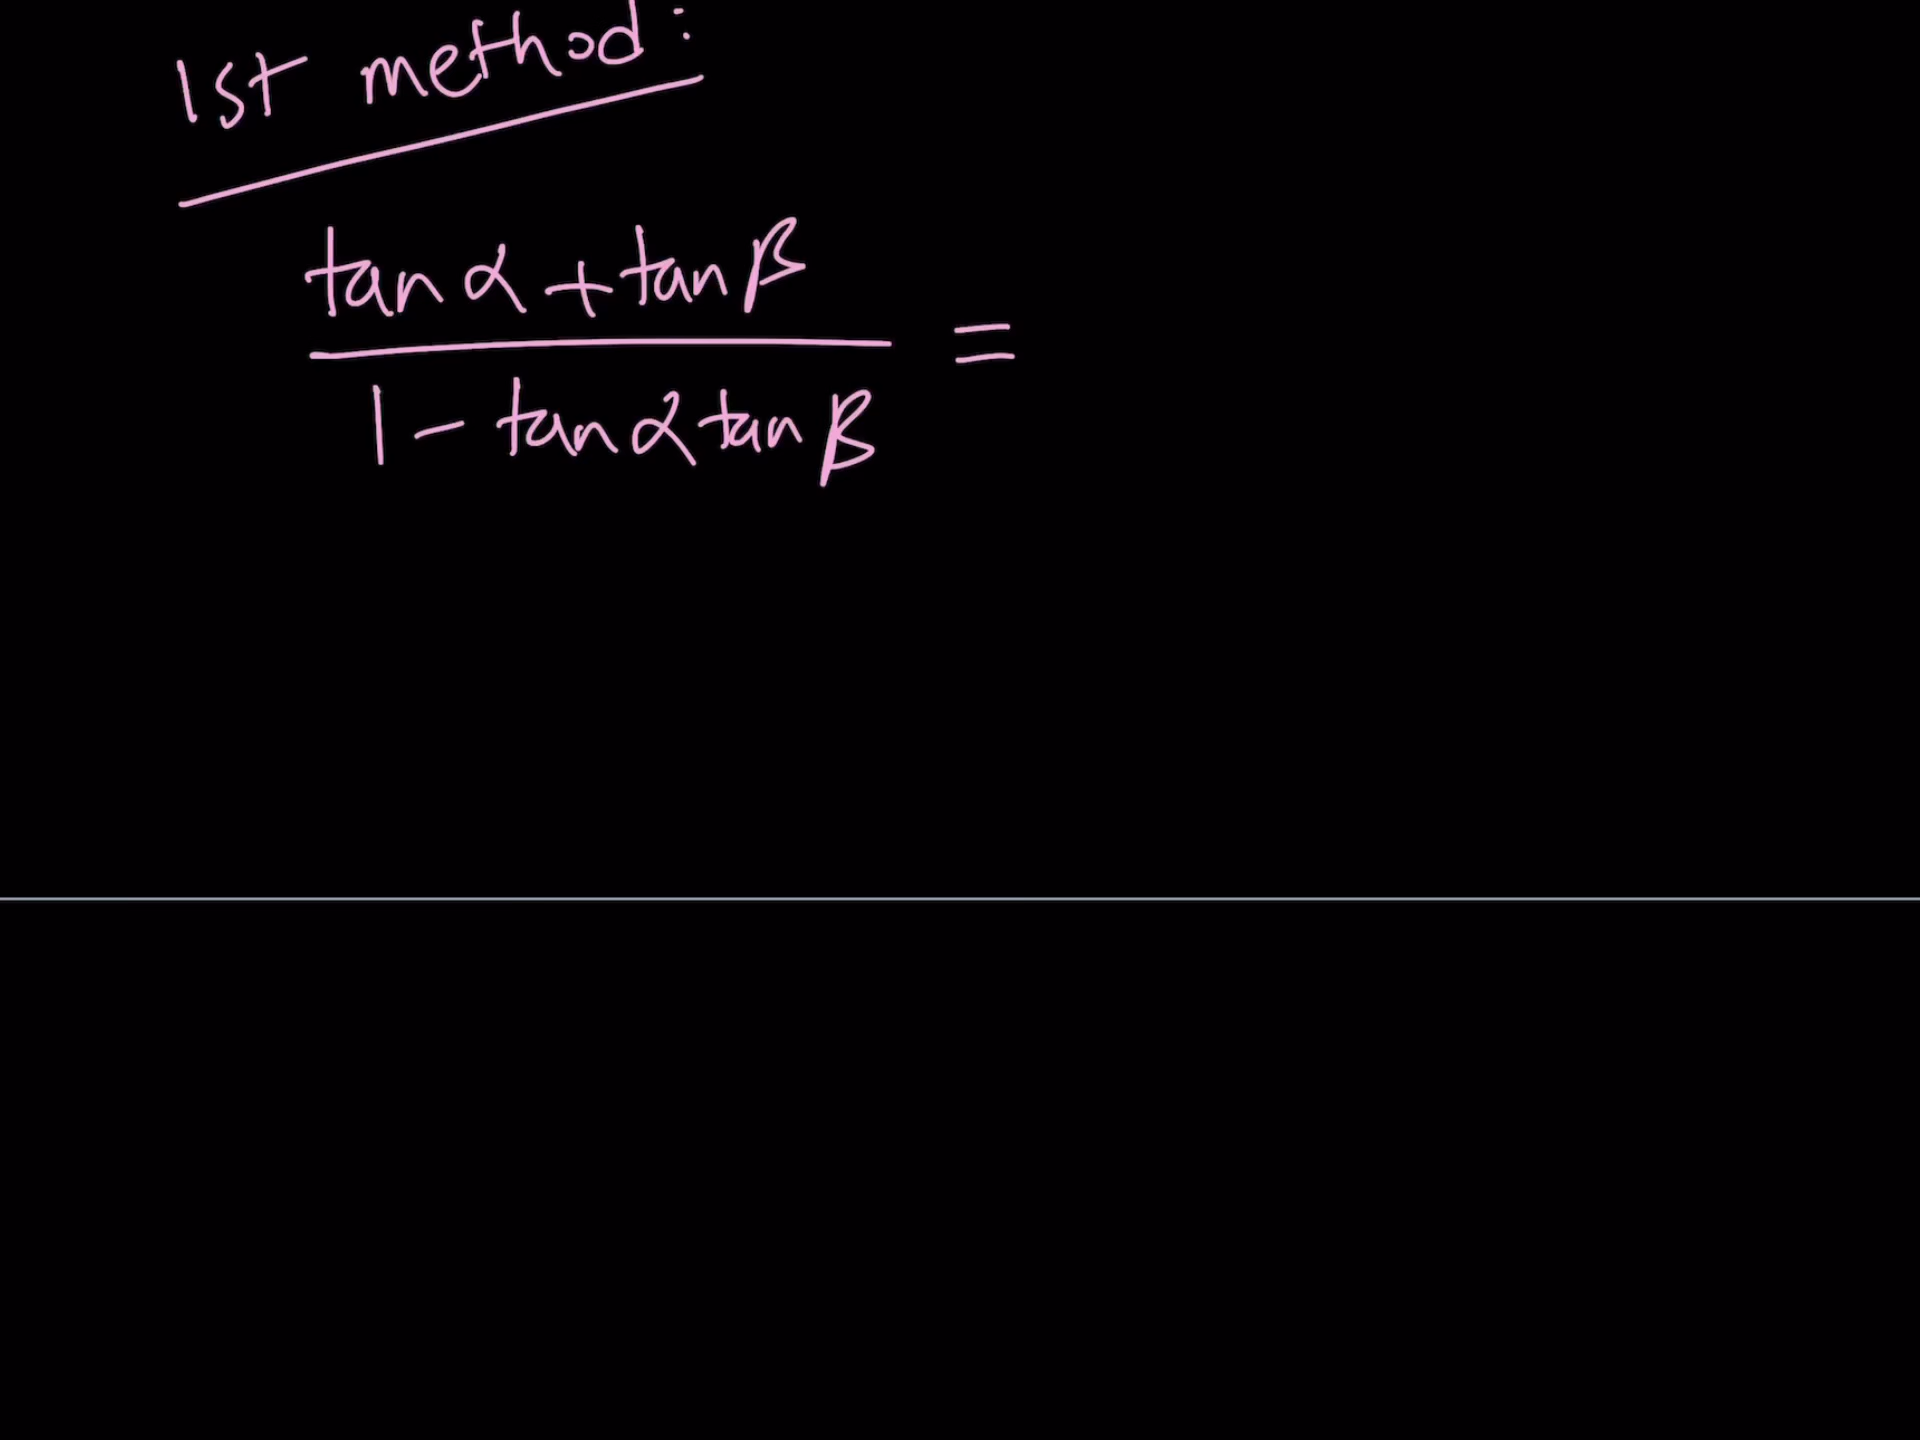 1st method:
tan α + tan β
1 - tan α tan β
=